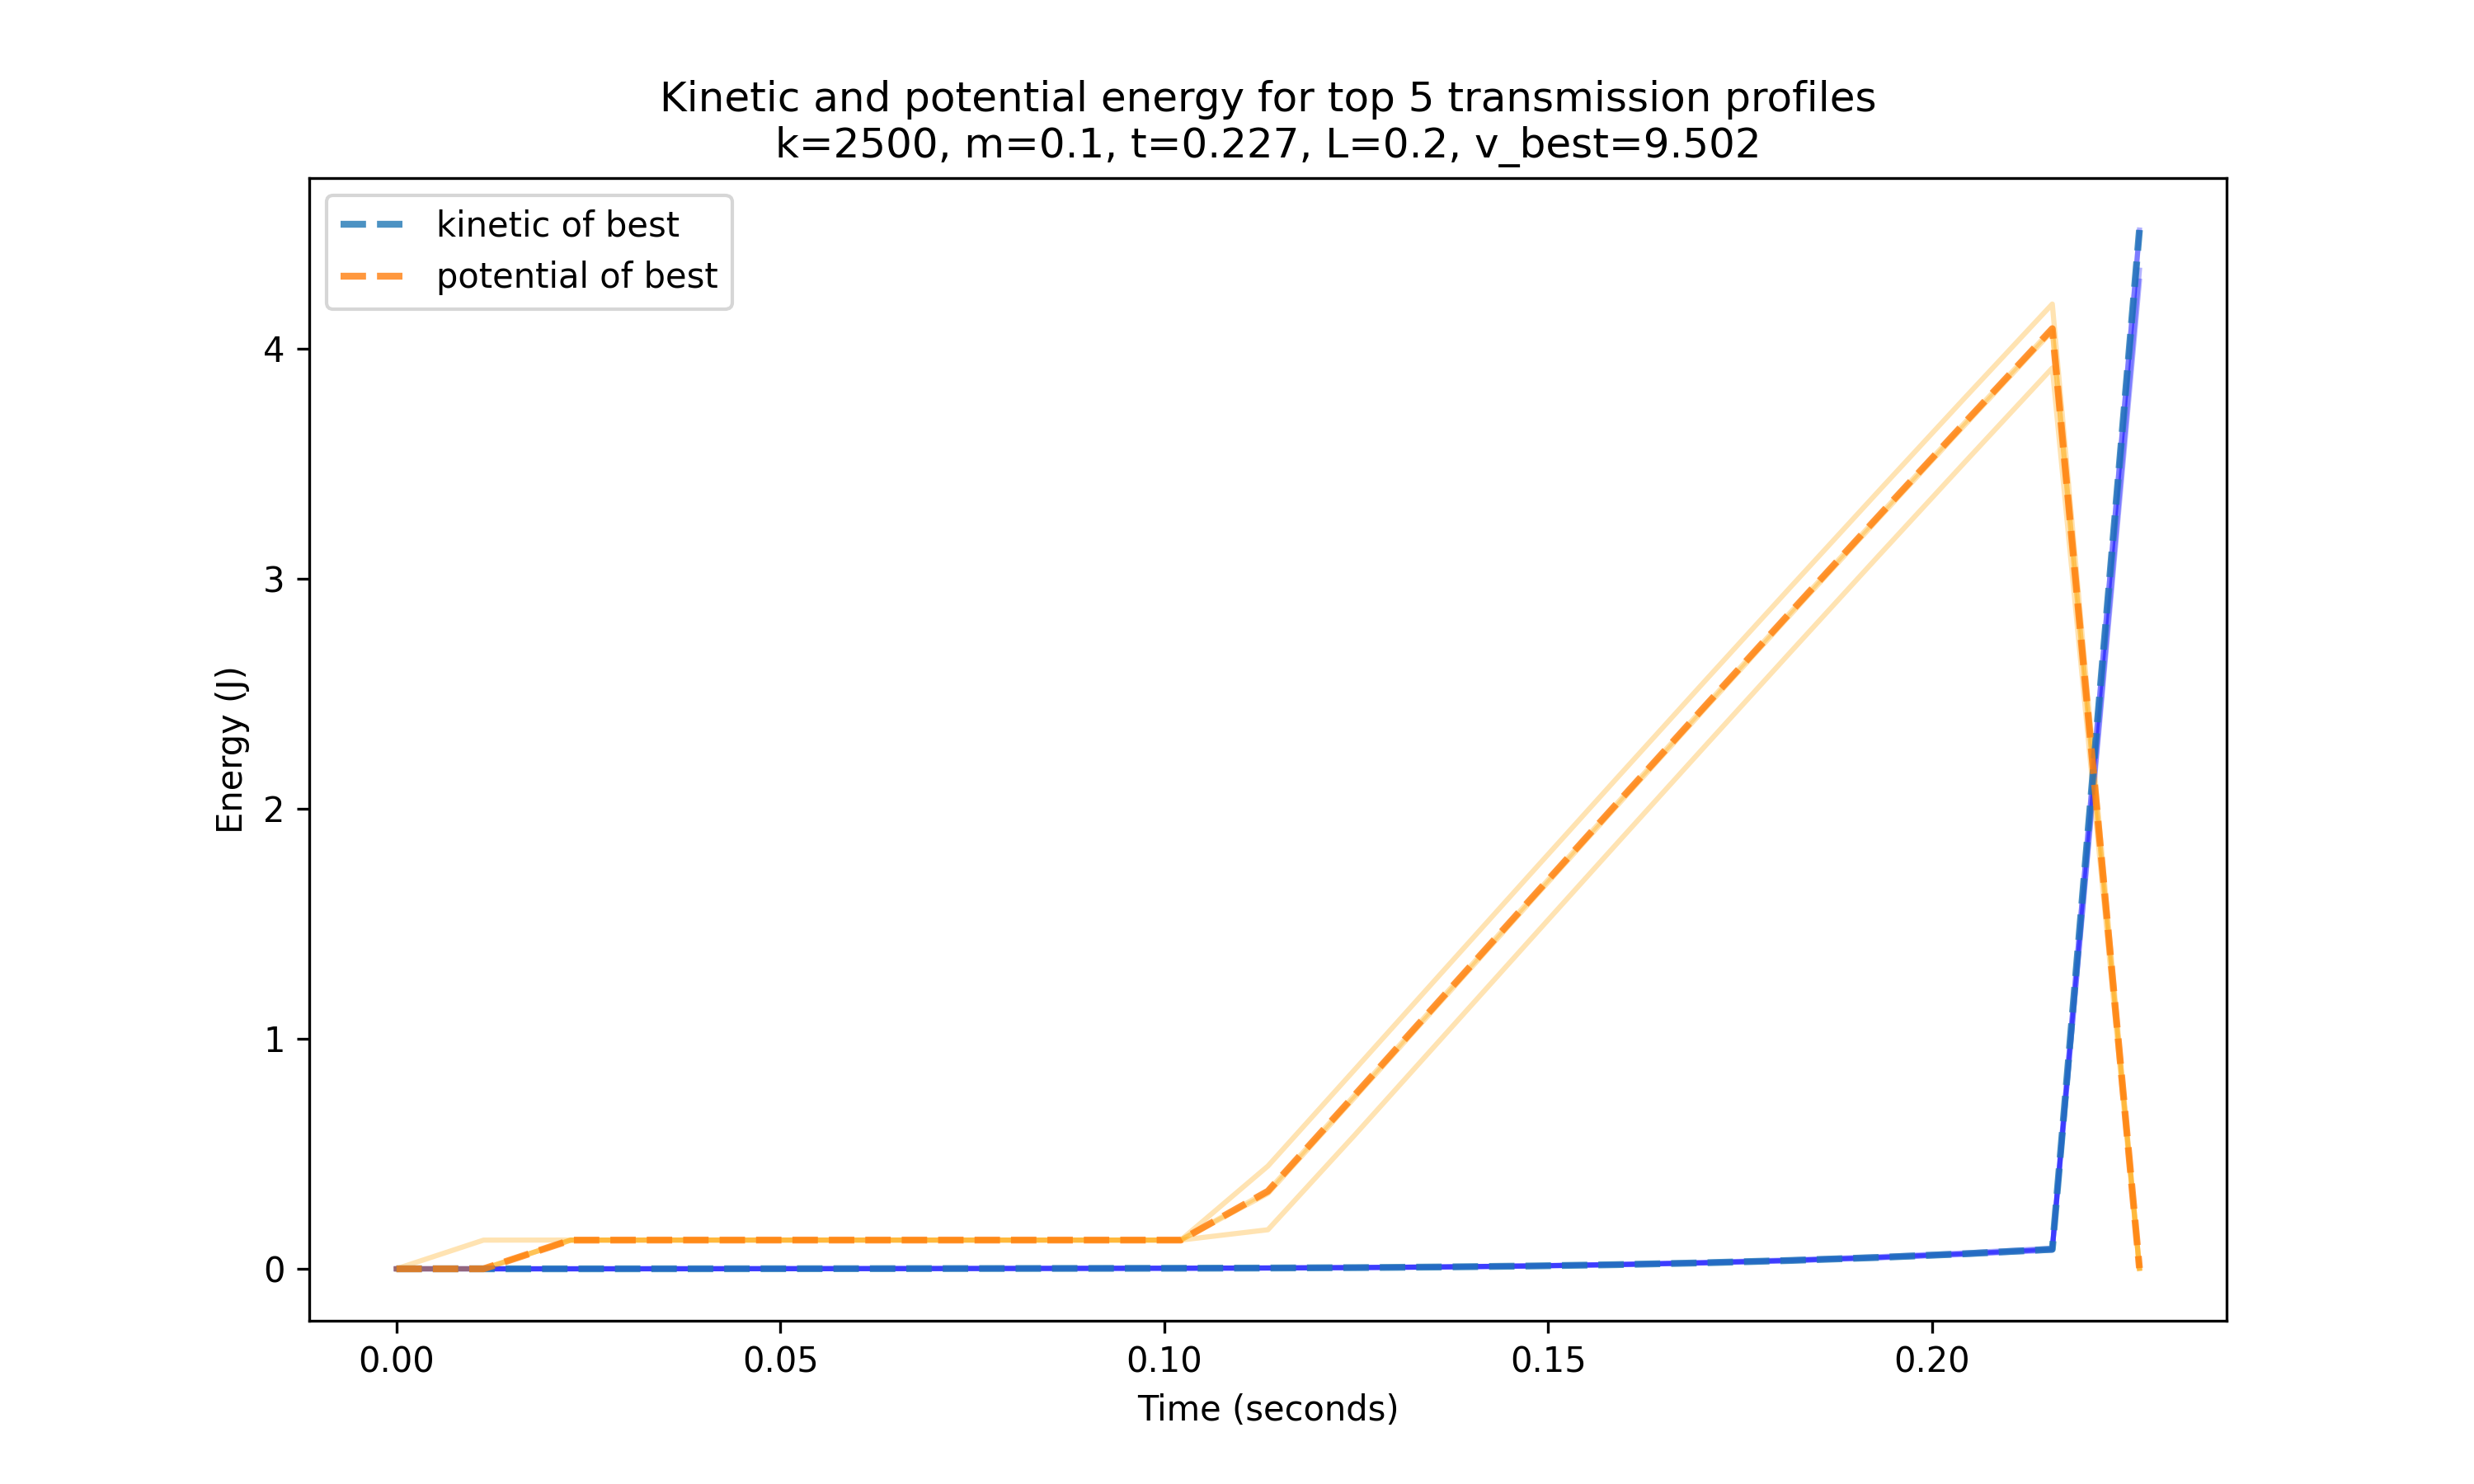 Kinetic and potential energy for top 5 transmission profiles
k=2500, m=0.1, t=0.227, L=0.2, v_best=9.502
kinetic of best
potential of best
4
3
2
1
0
Energy (J)
0.00 0.05 0.10 0.15 0.20
Time (seconds)